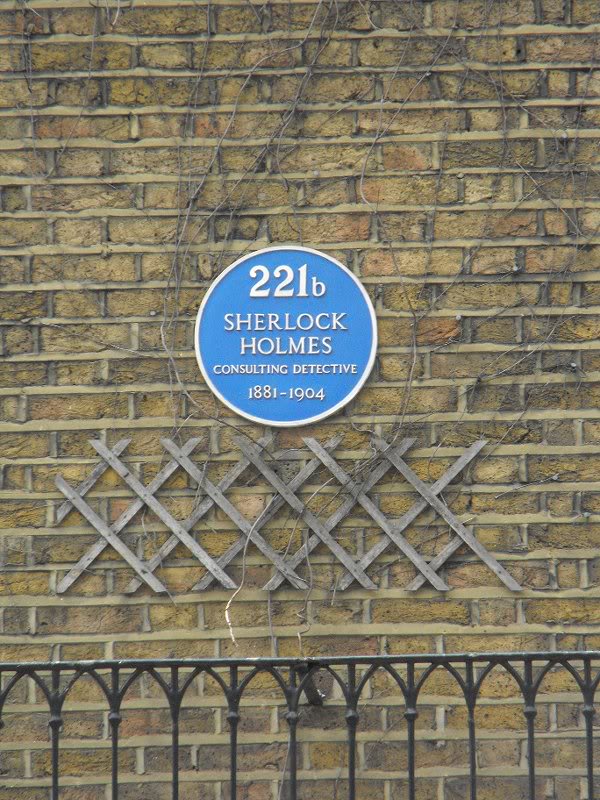 221b
SHERLOCK
HOLMES
CONSULTING DETECTIVE
1881-1904